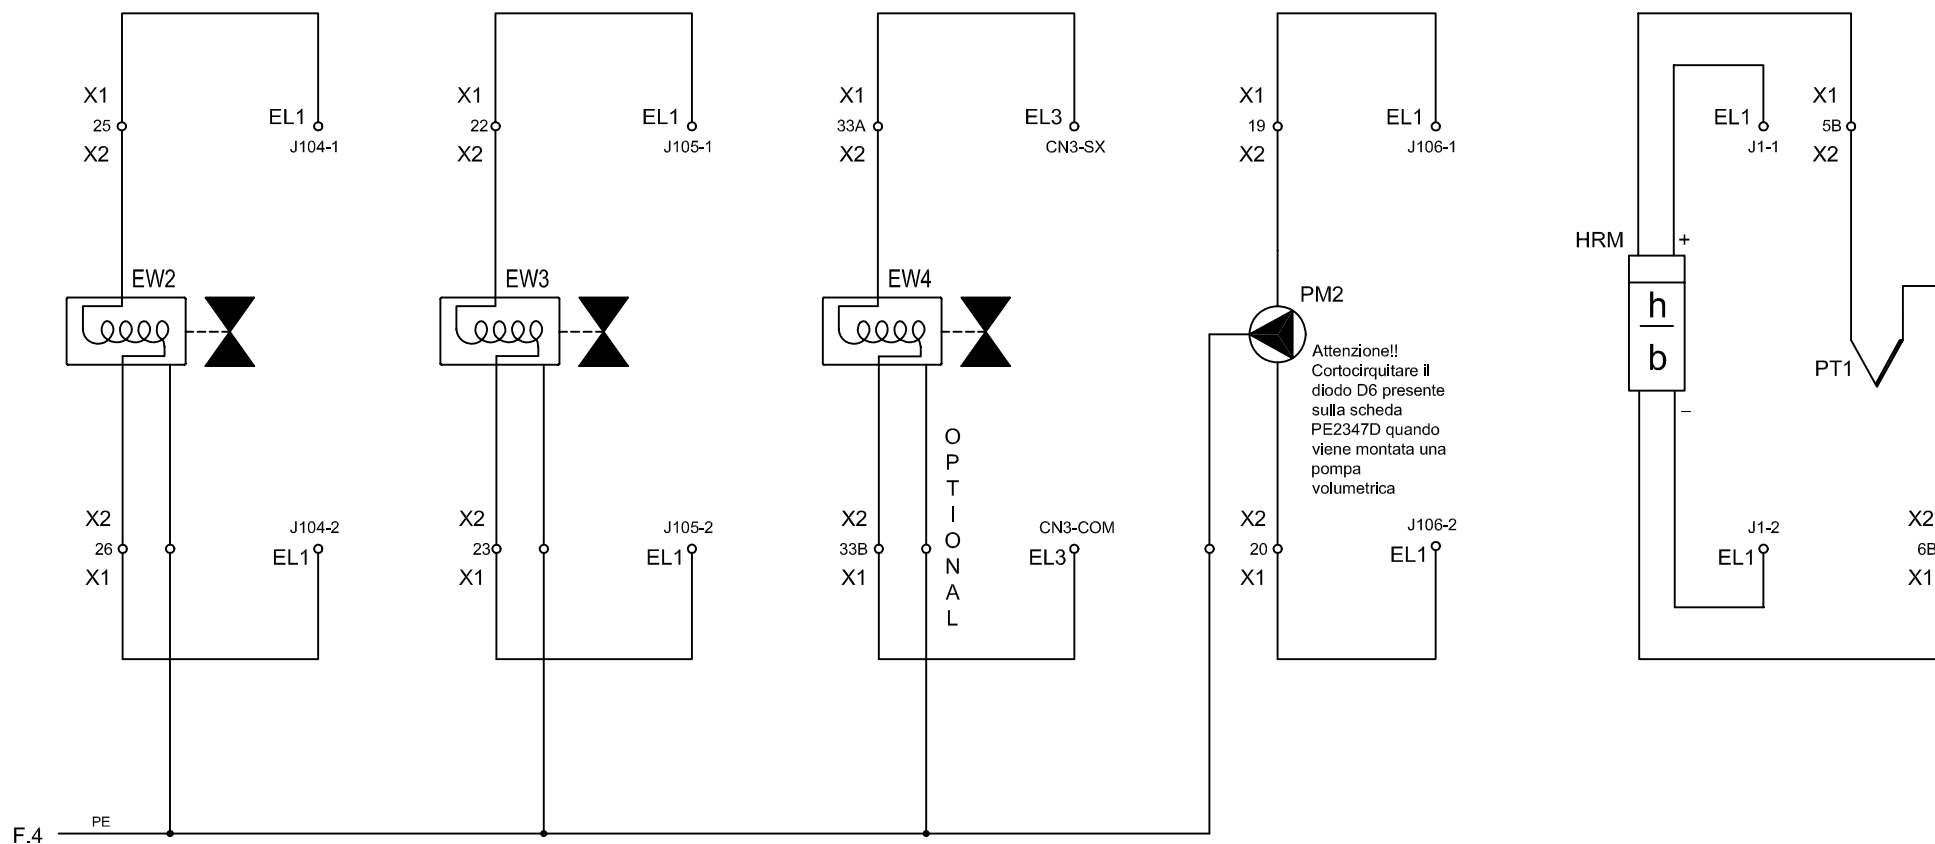 X1
25
X2
EL1
J104-1
EW2
X2
26
X1
J104-2
EL1
X1
22
X2
EL1
J105-1
EW3
X2
23
X1
J105-2
EL1
X1
33A
X2
EL3
CN3-SX
EW4
OPTIONAL
X2
33B
X1
CN3-COM
EL3
X1
19
X2
EL1
J106-1
PM2
Attenzione!!
Cortocirquitare il
diodo D6 presente
sulla scheda
PE2347D quando
viene montata una
pompa
volumetrica
X2
20
X1
J106-2
EL1
HRM
+
h
b
–
EL1
J1-1
X1
5B
X2
PT1
J1-2
EL1
X2
6B
X1
F.4
PE